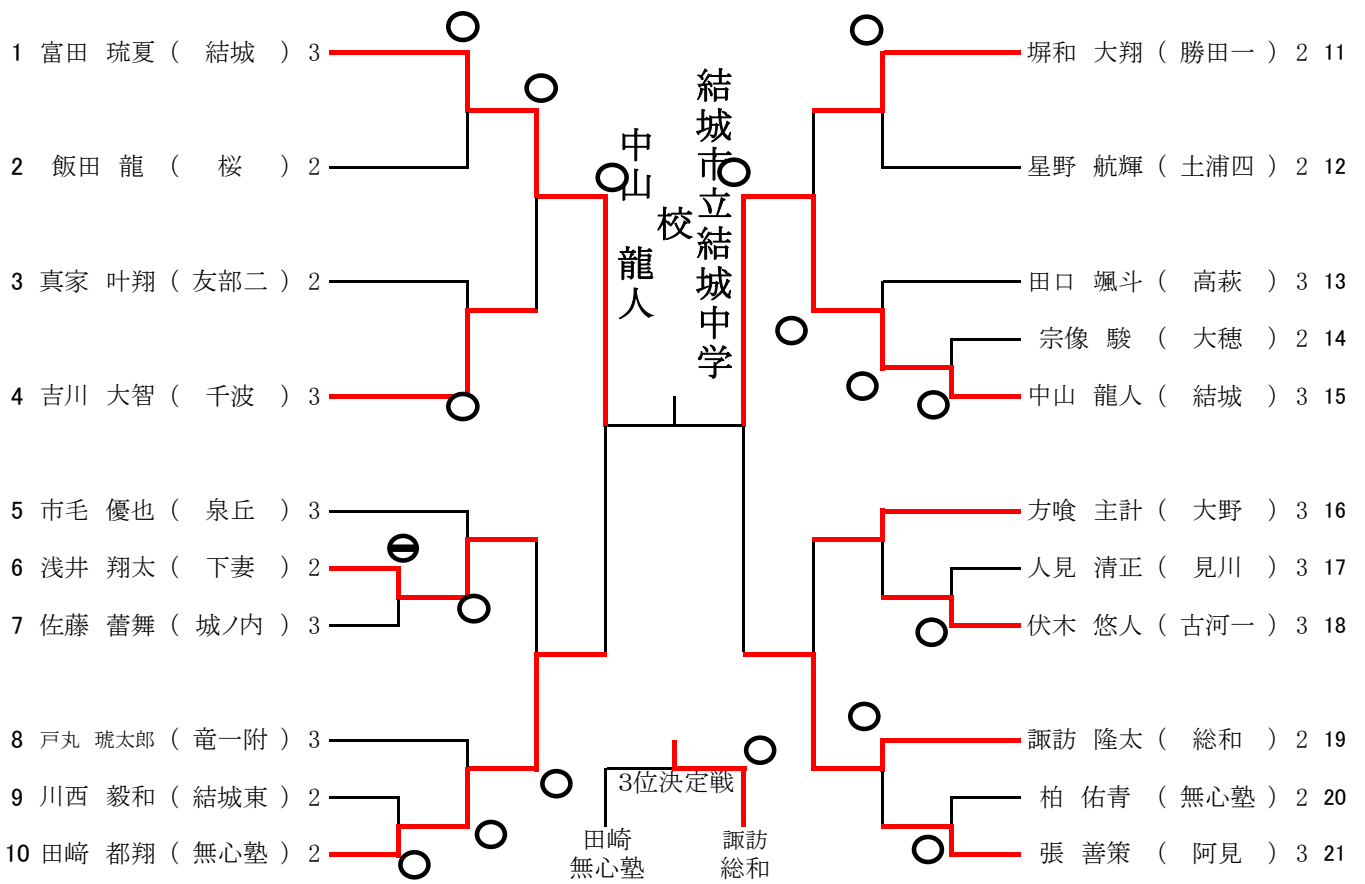 1 富田 琉夏 ( 結城 ) 3
2 飯田 龍 ( 桜 ) 2
3 真家 叶翔 ( 友部二 ) 2
4 吉川 大智 ( 千波 ) 3
5 市毛 優也 ( 泉丘 ) 3
6 浅井 翔太 ( 下妻 ) 2
7 佐藤 蕾舞 ( 城ノ内 ) 3
8 戸丸 琥太郎 ( 竜一附 ) 3
9 川西 毅和 ( 結城東 ) 2
10 田﨑 都翔 ( 無心塾 ) 2
結城市立結城中学
校
中山 龍人
塀和 大翔 ( 勝田一 ) 2 11
星野 航輝 ( 土浦四 ) 2 12
田口 颯斗 ( 高萩 ) 3 13
宗像 駿 ( 大穂 ) 2 14
中山 龍人 ( 結城 ) 3 15
方喰 主計 ( 大野 ) 3 16
人見 清正 ( 見川 ) 3 17
伏木 悠人 ( 古河一 ) 3 18
諏訪 隆太 ( 総和 ) 2 19
柏 佑青 ( 無心塾 ) 2 20
張 善策 ( 阿見 ) 3 21
3位決定戦
田﨑
無心塾
諏訪
総和